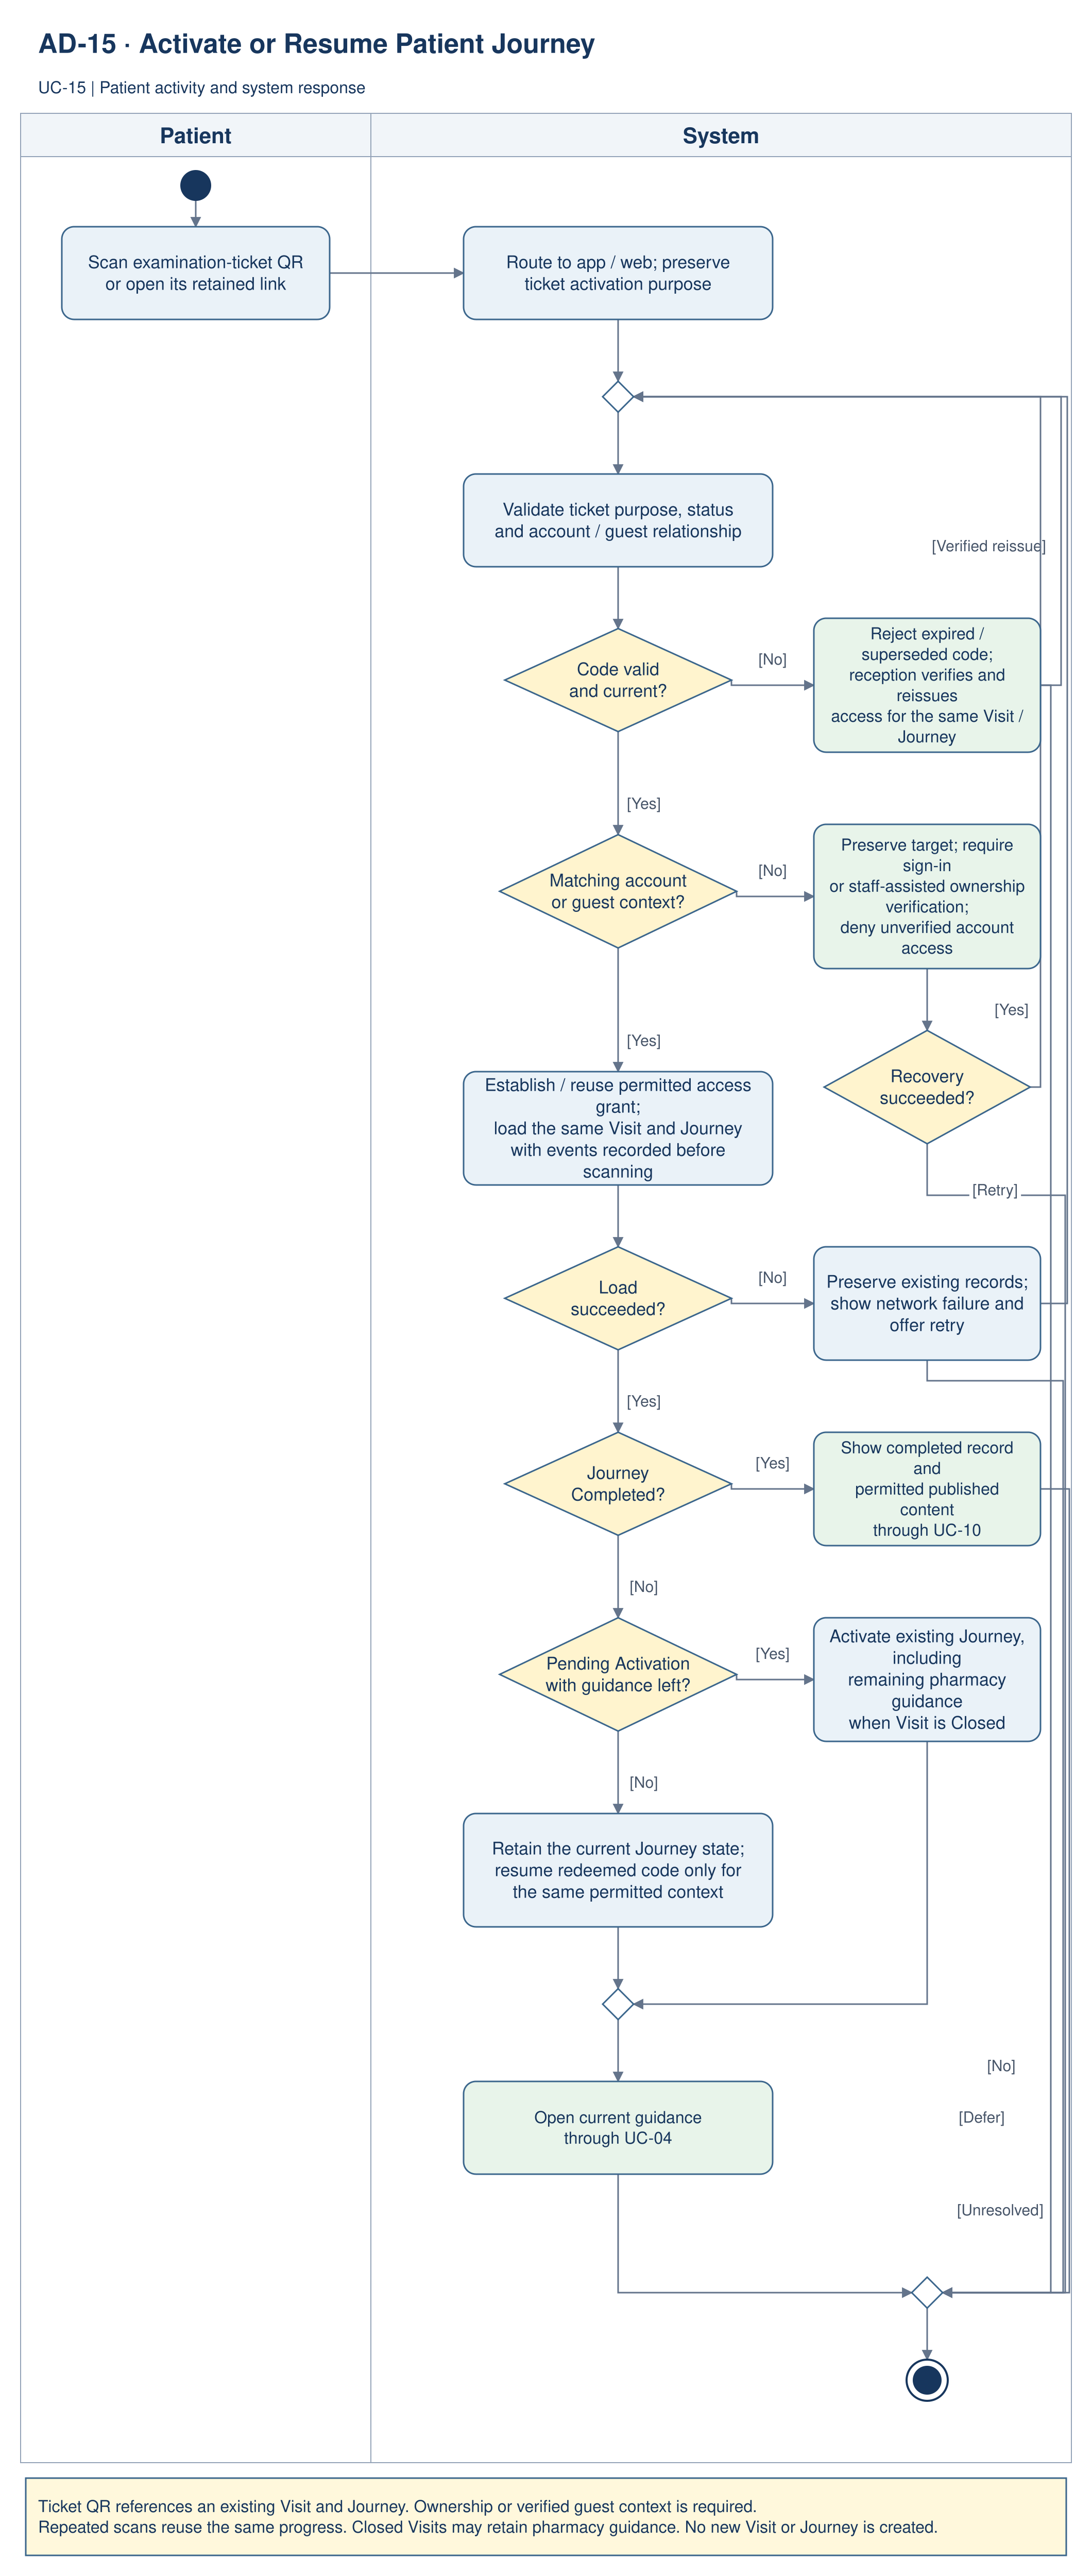 AD-15 · Activate or Resume Patient Journey
UC-15 | Patient activity and system response
Patient
System
Scan examination-ticket QR
or open its retained link
Route to app / web; preserve
ticket activation purpose
Validate ticket purpose, status
and account / guest relationship
[Verified reissue]
Code valid
and current?
[No]
Reject expired /
superseded code;
reception verifies and
reissues
access for the same Visit /
Journey
[Yes]
Matching account
or guest context?
[No]
Preserve target; require
sign-in
or staff-assisted ownership
verification;
deny unverified account
access
[Yes]
[Yes]
Establish / reuse permitted access
grant;
load the same Visit and Journey
with events recorded before
scanning
Recovery
succeeded?
[Retry]
Load
succeeded?
[No]
Preserve existing records;
show network failure and
offer retry
[Yes]
Journey
Completed?
[Yes]
Show completed record
and
permitted published
content
through UC-10
[No]
Pending Activation
with guidance left?
[Yes]
Activate existing Journey,
including
remaining pharmacy
guidance
when Visit is Closed
[No]
Retain the current Journey state;
resume redeemed code only for
the same permitted context
[No]
Open current guidance
through UC-04
[Defer]
[Unresolved]
Ticket QR references an existing Visit and Journey. Ownership or verified guest context is required.
Repeated scans reuse the same progress. Closed Visits may retain pharmacy guidance. No new Visit or Journey is created.